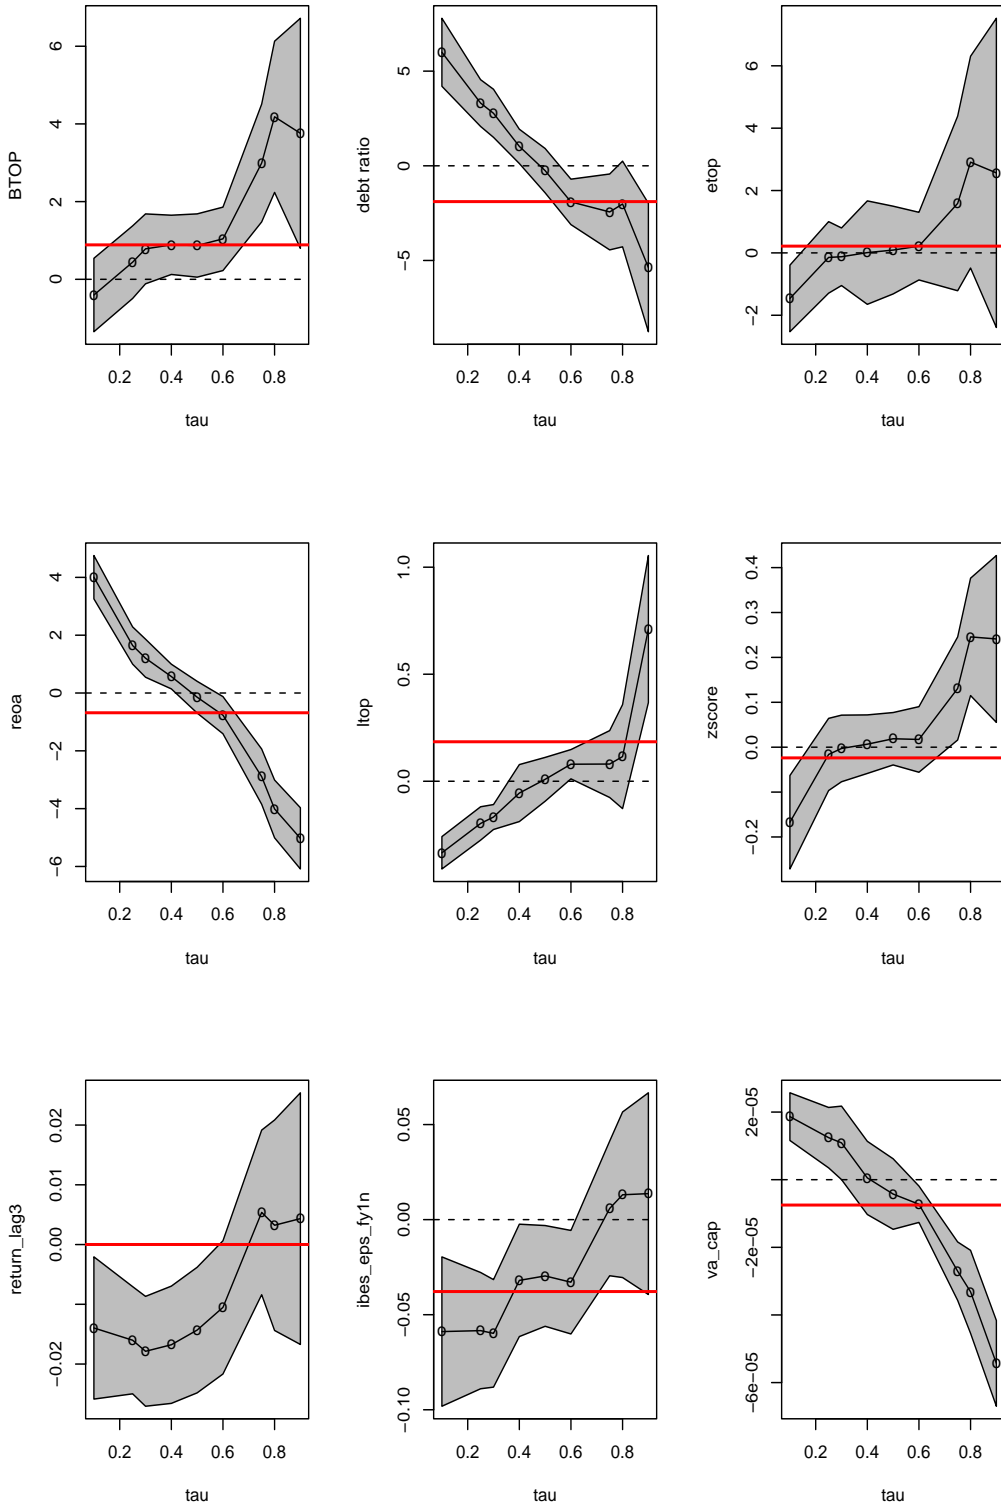 BTOP
6
4
2
0
0.2 0.4 0.6 0.8
tau
debt ratio
5
0
−5
0.2 0.4 0.6 0.8
tau
etop
6
4
2
0
−2
0.2 0.4 0.6 0.8
tau
reoa
4
2
0
−2
−4
−6
0.2 0.4 0.6 0.8
tau
ltop
1.0
0.5
0.0
0.2 0.4 0.6 0.8
tau
zscore
0.4
0.3
0.2
0.1
0.0
−0.2
0.2 0.4 0.6 0.8
tau
return_lag3
0.02
0.01
0.00
−0.02
0.2 0.4 0.6 0.8
tau
ibes_eps_fy1n
0.05
0.00
−0.05
−0.10
0.2 0.4 0.6 0.8
tau
va_cap
2e−05
−2e−05
−6e−05
0.2 0.4 0.6 0.8
tau